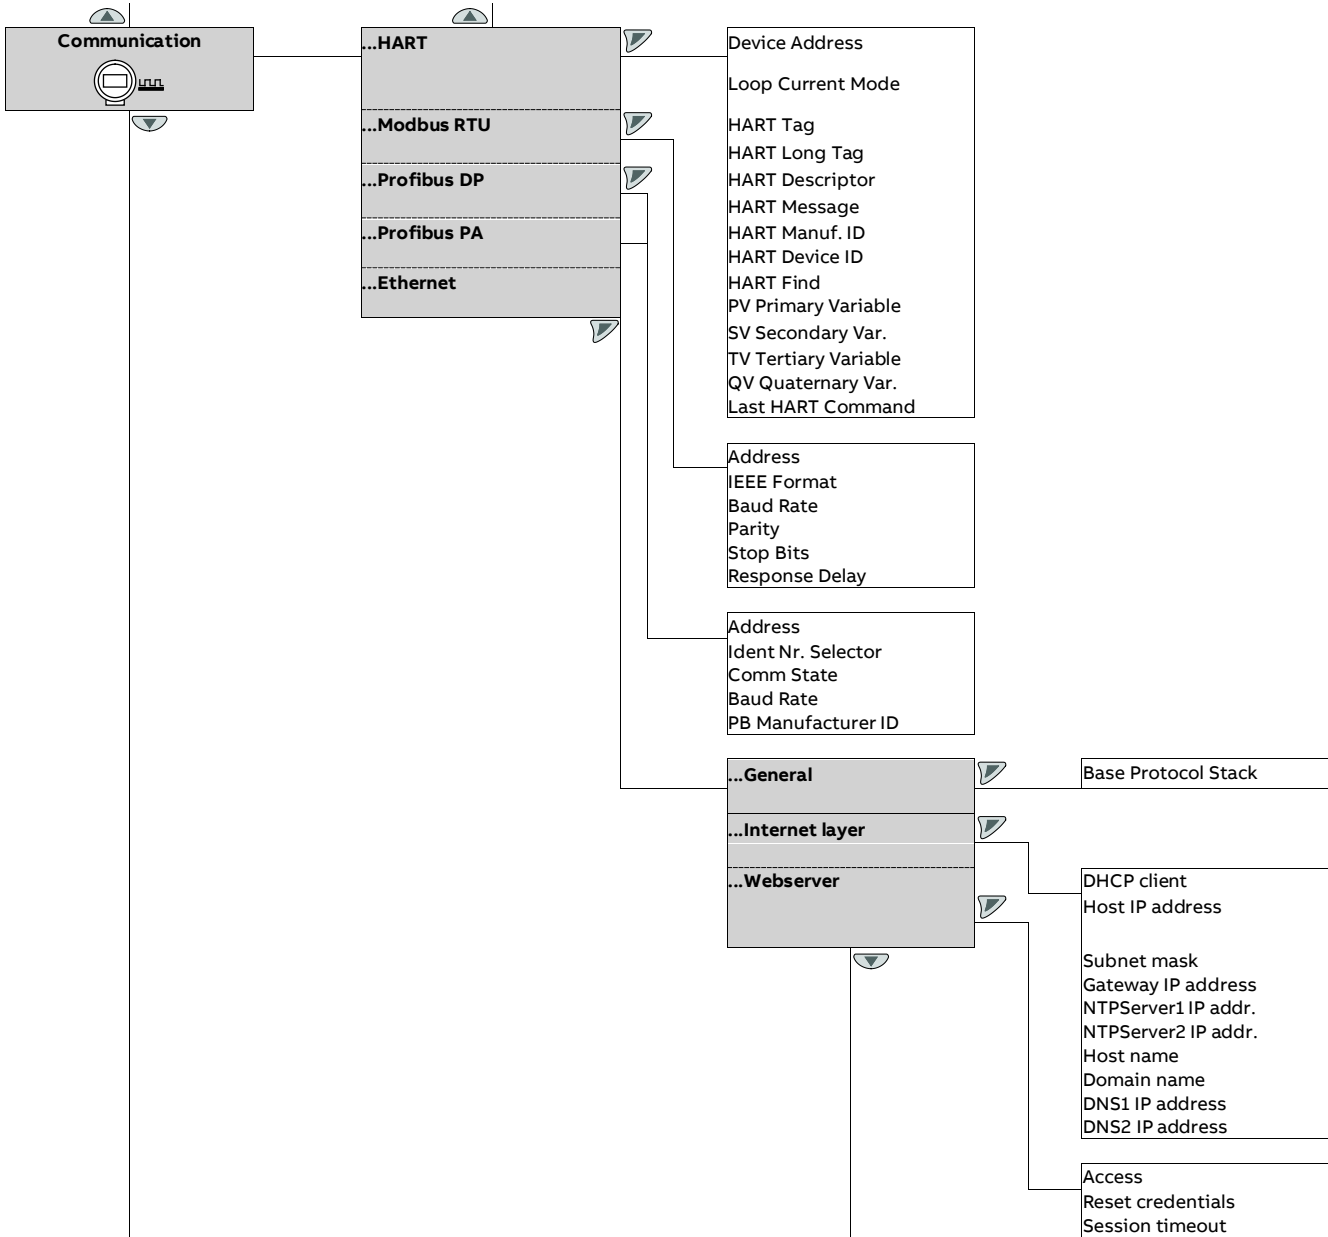 Communication
...HART
...Modbus RTU
...Profibus DP
...Profibus PA
...Ethernet
Device Address
Loop Current Mode
HART Tag
HART Long Tag
HART Descriptor
HART Message
HART Manuf. ID
HART Device ID
HART Find
PV Primary Variable
SV Secondary Var.
TV Tertiary Variable
QV Quaternary Var.
Last HART Command
Address
IEEE Format
Baud Rate
Parity
Stop Bits
Response Delay
Address
Ident Nr. Selector
Comm State
Baud Rate
PB Manufacturer ID
...General
...Internet layer
...Webserver
Base Protocol Stack
DHCP client
Host IP address
Subnet mask
Gateway IP address
NTPServer1 IP addr.
NTPServer2 IP addr.
Host name
Domain name
DNS1 IP address
DNS2 IP address
Access
Reset credentials
Session timeout